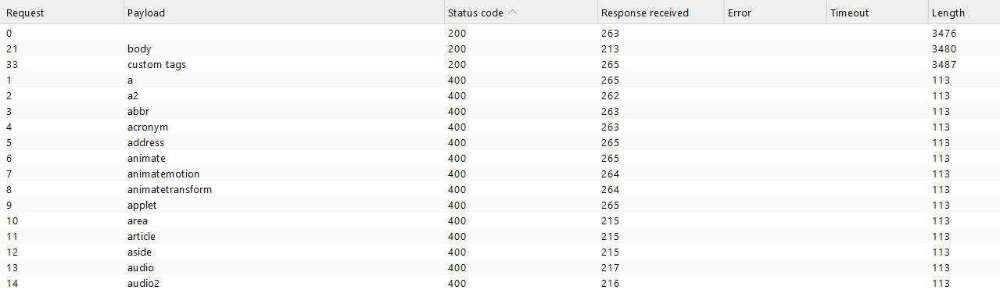 Request Payload Status code Response received Error Timeout Length
0 200 263 3476
21 body 200 213 3480
33 custom tags 200 265 3487
1 a 400 265 113
2 a2 400 262 113
3 abbr 400 263 113
4 acronym 400 263 113
5 address 400 265 113
6 animate 400 265 113
7 animatemotion 400 264 113
8 animatetransform 400 264 113
9 applet 400 265 113
10 area 400 215 113
11 article 400 215 113
12 aside 400 215 113
13 audio 400 217 113
14 audio2 400 216 113